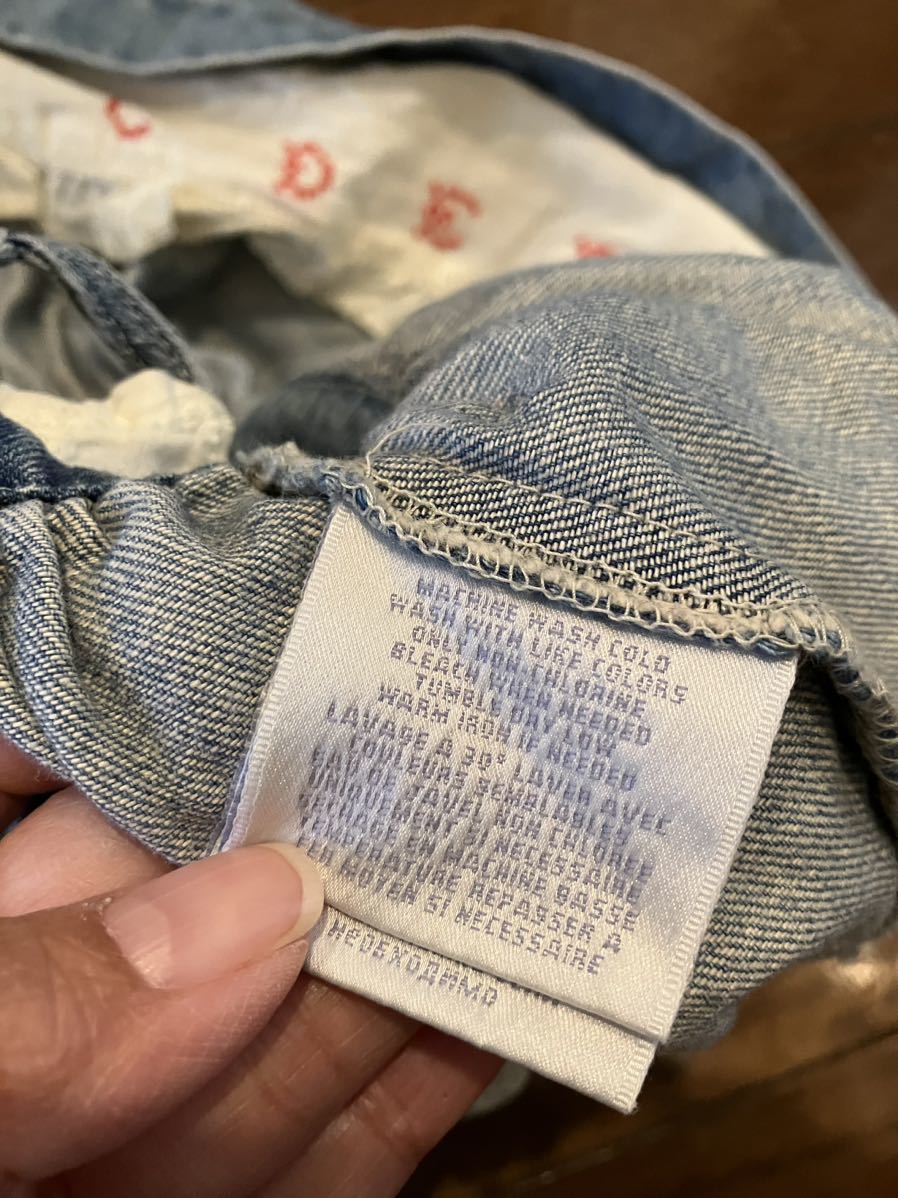 MACHINE WASH COLD
WASH WITH LIKE COLORS
ONLY NON CHLORINE
BLEACH WHEN NEEDED
TUMBLE DRY LOW
WARM IRON IF NEEDED
LAVAGE A 30° LAVER AVEC
COULEURS SEMBLABLES
EAU DE JAVEL NON CHLOREE
UNIQUEMENT SI NECESSAIRE
EN MACHINE BASSE
TEMPERATURE REPASSER A
MOYEN SI NECESSAIRE
НЕОБХОДИМО